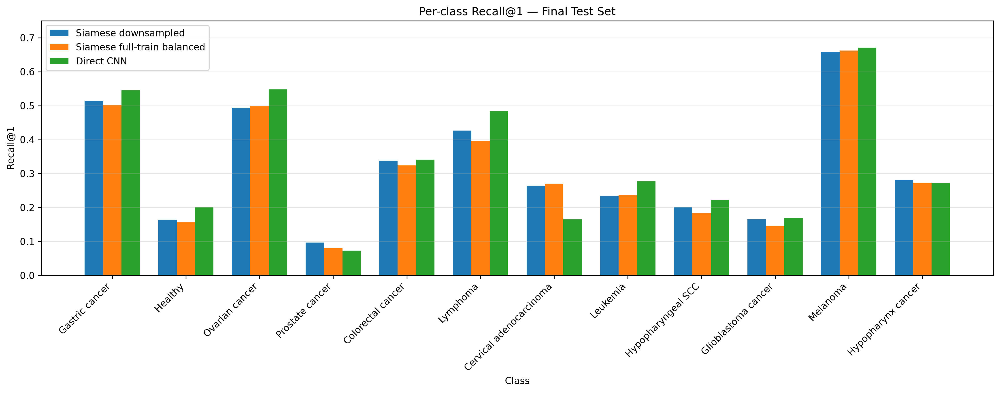 Per-class Recall@1 — Final Test Set
Siamese downsampled
Siamese full-train balanced
Direct CNN
Recall@1
0.7
0.6
0.5
0.4
0.3
0.2
0.1
0.0
Gastric cancer
Healthy
Ovarian cancer
Prostate cancer
Colorectal cancer
Lymphoma
Cervical adenocarcinoma
Leukemia
Hypopharyngeal SCC
Glioblastoma cancer
Melanoma
Hypopharynx cancer
Class